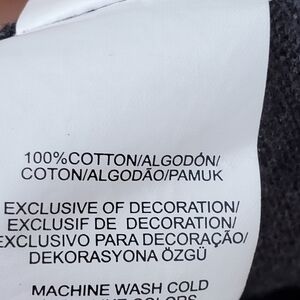 100%COTTON/ALGODÓN/
COTON/ALGODÃO/PAMUK
EXCLUSIVE OF DECORATION/
EXCLUSIF DE DECORATION/
EXCLUSIVO PARA DECORAÇÃO/
DEKORASYONA ÖZGÜ
MACHINE WASH COLD
COLORS